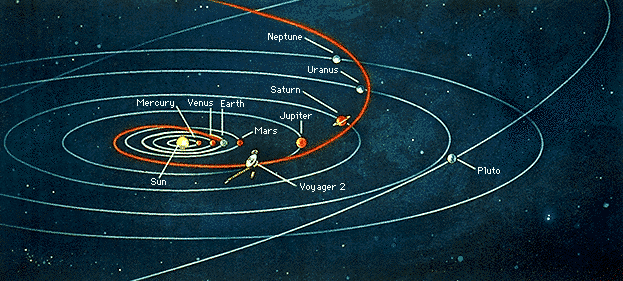 Neptune
Uranus
Saturn
Mercury Venus Earth
Jupiter
Mars
Sun
Voyager 2
Pluto